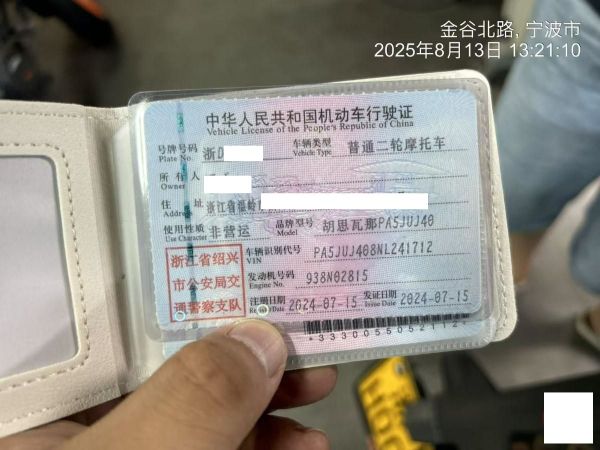 金谷北路, 宁波市
2025年8月13日 13:21:10
中华人民共和国机动车行驶证
Vehicle License of the People's Republic of China
号牌号码 浙D 车辆类型 普通二轮摩托车
Plate No. Vehicle Type
所有人
Owner
住址 浙江省
Address
使用性质 非营运 品牌型号 胡思瓦那PA5JUJ40
Use Character Model
浙江省绍兴市公安局交通警察支队
车辆识别代号 PA5JUJ408NL241712
VIN
发动机号码 938N02815
Engine No.
注册日期 2024-07-15 发证日期 2024-07-15
Register Date Issue Date
*3330055052112*